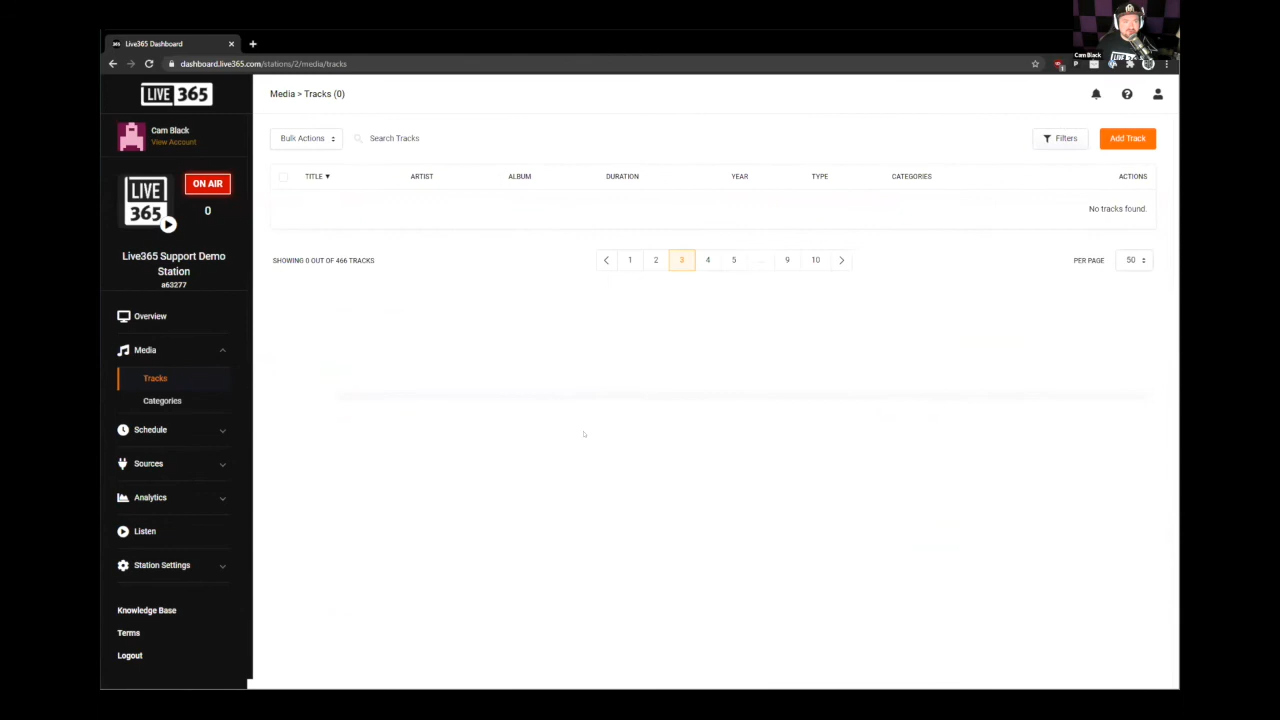 Live365 Dashboard
dashboard.live365.com/stations/2/media/tracks
Cam Black
LIVE 365
Media > Tracks (0)
Cam Black
View Account
Bulk Actions
Search Tracks
Filters
Add Track
TITLE ▼ ARTIST ALBUM DURATION YEAR TYPE CATEGORIES ACTIONS
No tracks found.
LIVE
365
ON AIR
0
SHOWING 0 OUT OF 466 TRACKS
1 2 3 4 5 ... 9 10
PER PAGE 50
Live365 Support Demo
Station
a63277
Overview
Media
Tracks
Categories
Schedule
Sources
Analytics
Listen
Station Settings
Knowledge Base
Terms
Logout